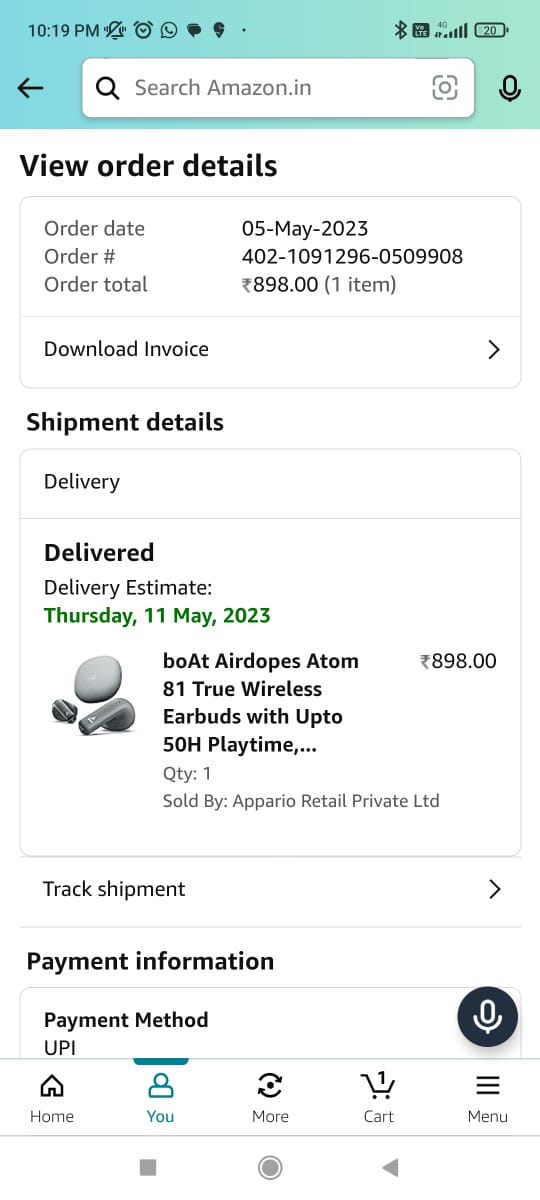 10:19 PM
Vo
LTE
4G
20
Search Amazon.in
View order details
Order date 05-May-2023
Order # 402-1091296-0509908
Order total ₹898.00 (1 item)
Download Invoice
Shipment details
Delivery
Delivered
Delivery Estimate:
Thursday, 11 May, 2023
boAt Airdopes Atom ₹898.00
81 True Wireless
Earbuds with Upto
50H Playtime,...
Qty: 1
Sold By: Appario Retail Private Ltd
Track shipment
Payment information
Payment Method
UPI
1
Home You More Cart Menu